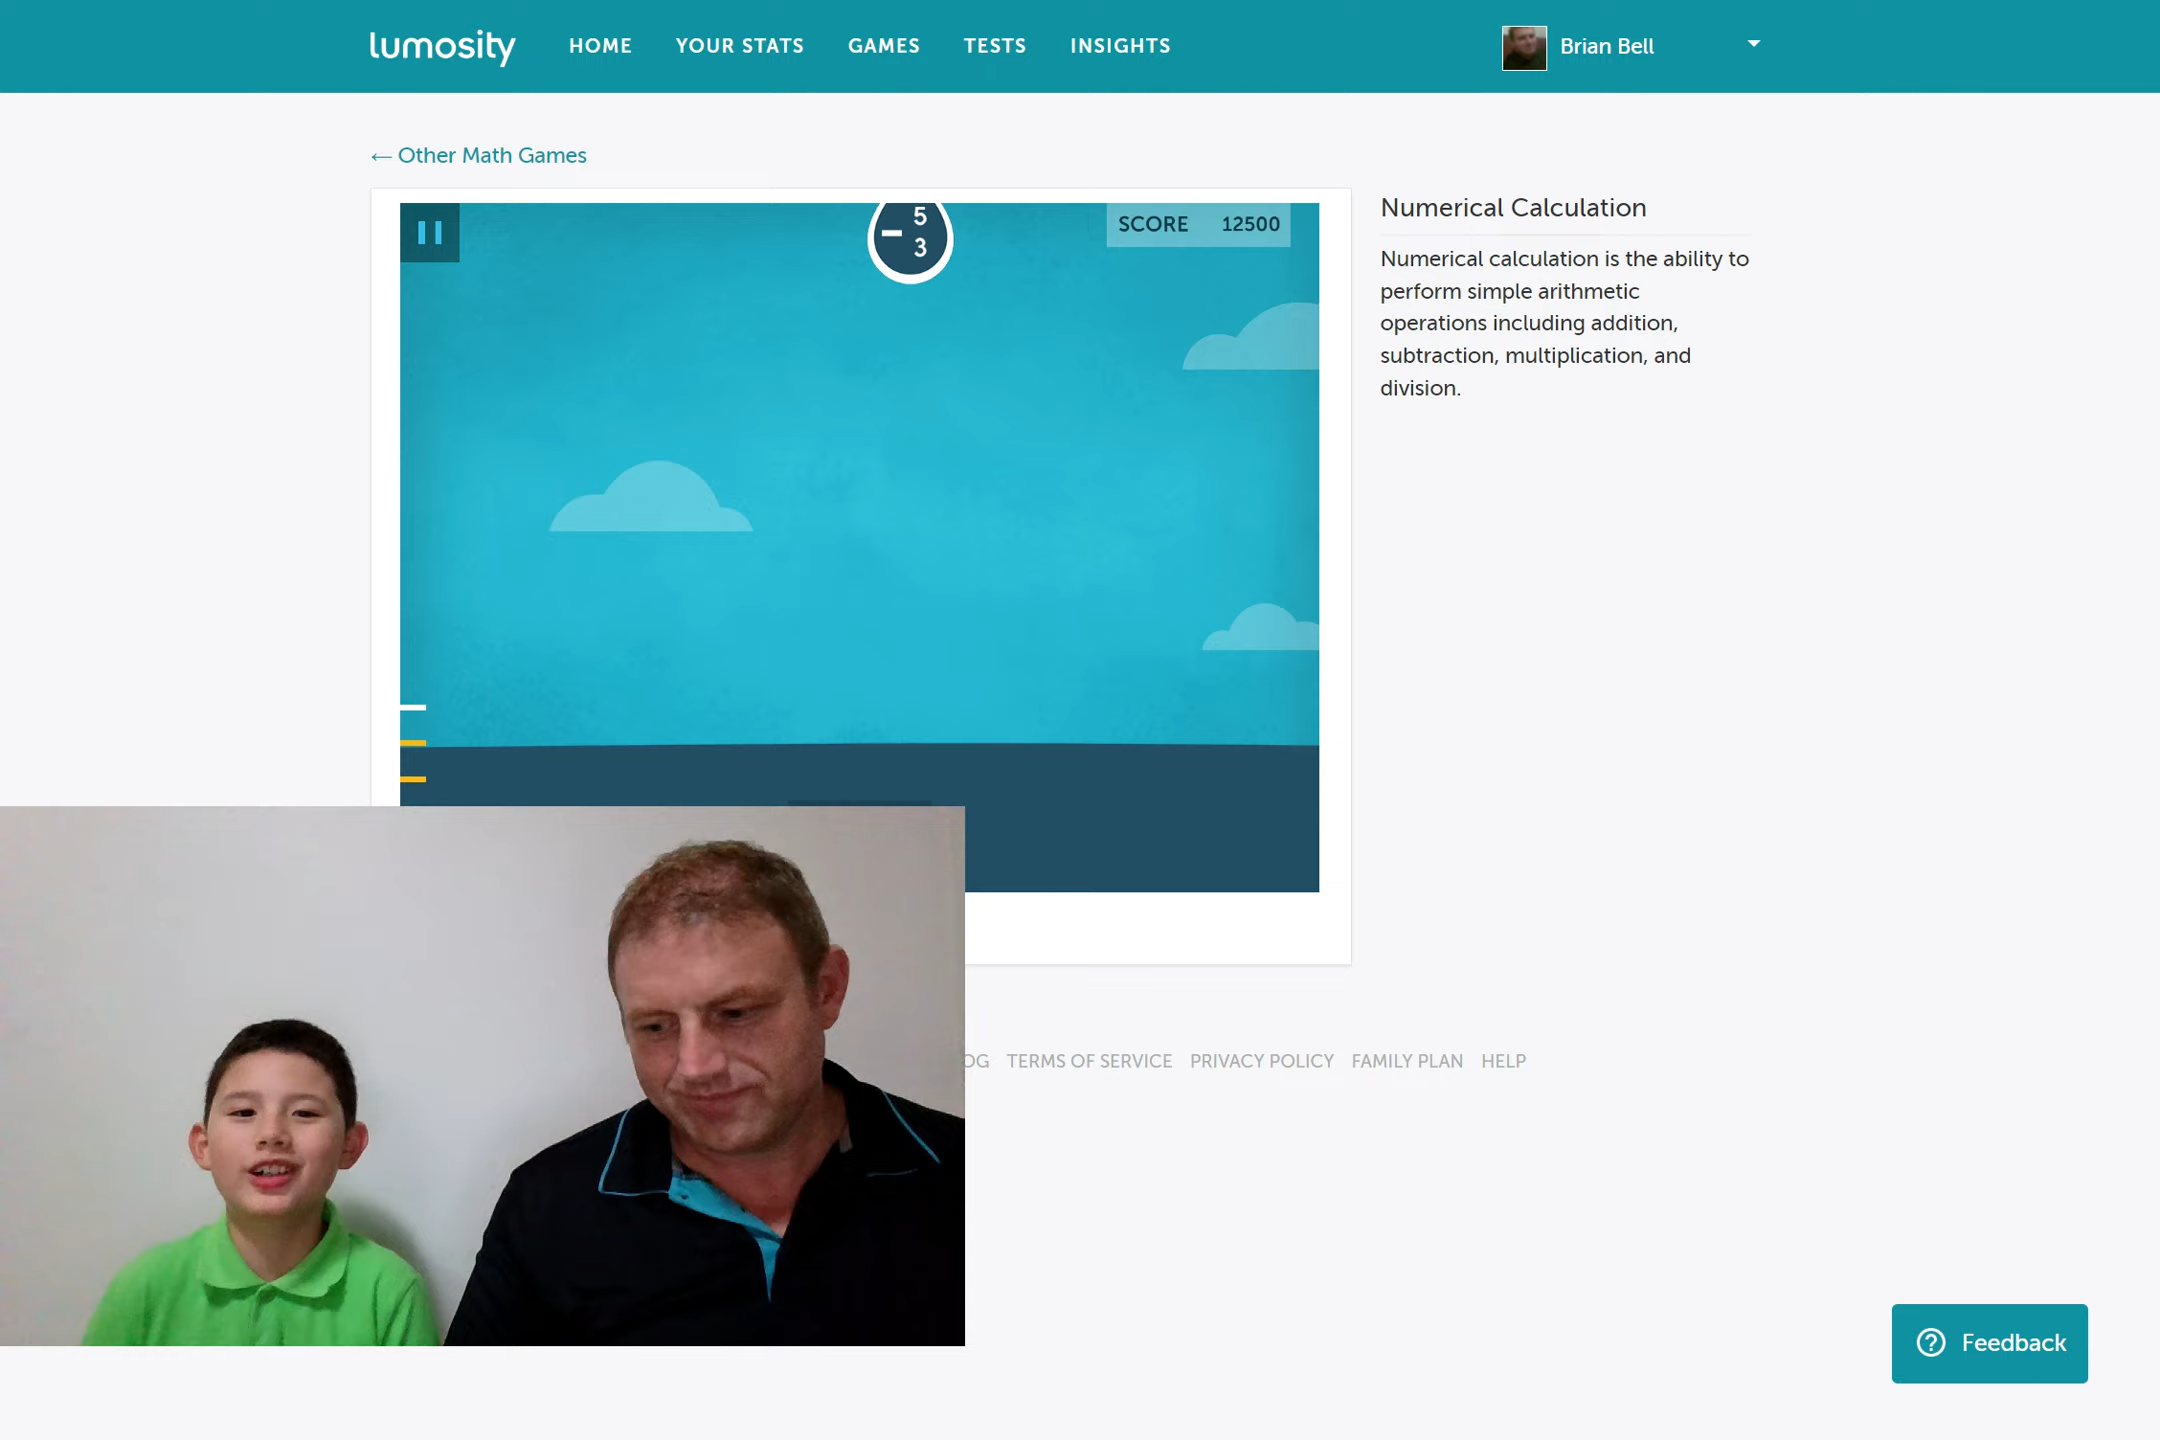 lumosity HOME YOUR STATS GAMES TESTS INSIGHTS Brian Bell
← Other Math Games
5
− 3
SCORE 12500
Numerical Calculation
Numerical calculation is the ability to
perform simple arithmetic
operations including addition,
subtraction, multiplication, and
division.
OG TERMS OF SERVICE PRIVACY POLICY FAMILY PLAN HELP
? Feedback